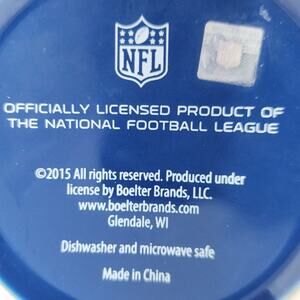 NFL
OFFICIALLY LICENSED PRODUCT OF
THE NATIONAL FOOTBALL LEAGUE
©2015 All rights reserved. Produced under
license by Boelter Brands, LLC.
www.boelterbrands.com
Glendale, WI
Dishwasher and microwave safe
Made in China